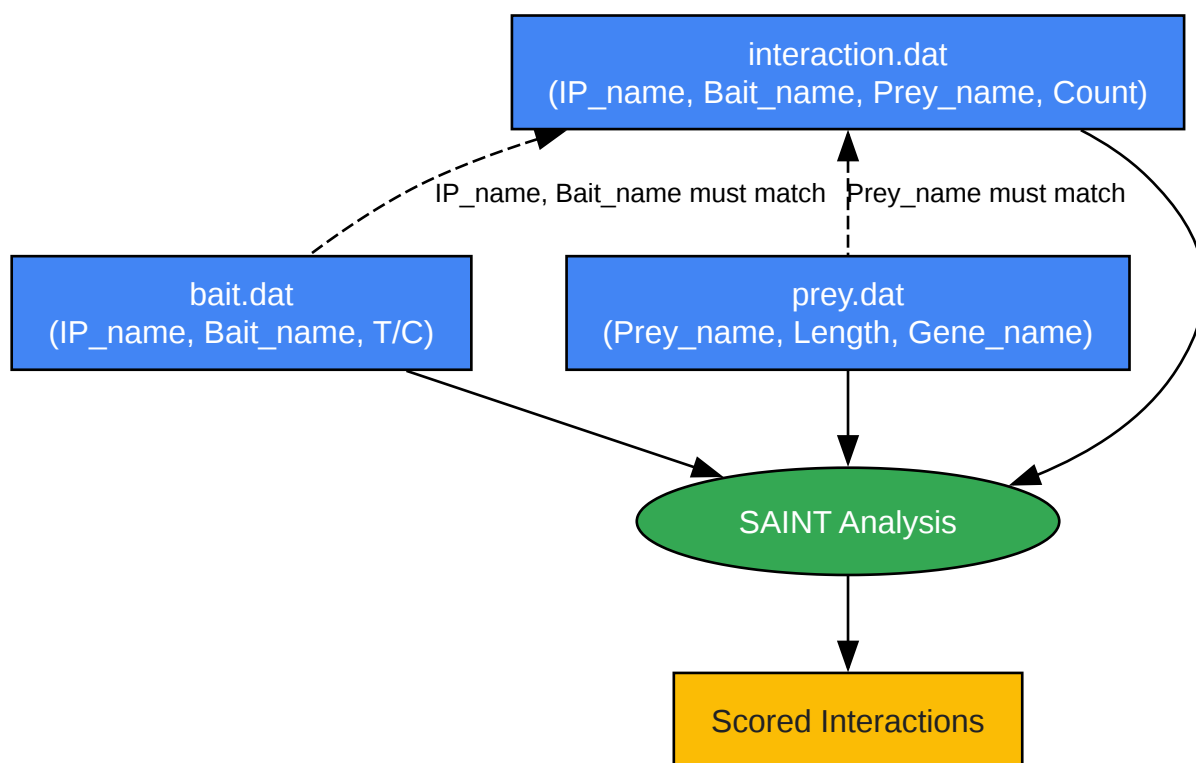 interaction.dat
(IP_name, Bait_name, Prey_name, Count)
IP_name, Bait_name must match
Prey_name must match
bait.dat
(IP_name, Bait_name, T/C)
prey.dat
(Prey_name, Length, Gene_name)
SAINT Analysis
Scored Interactions